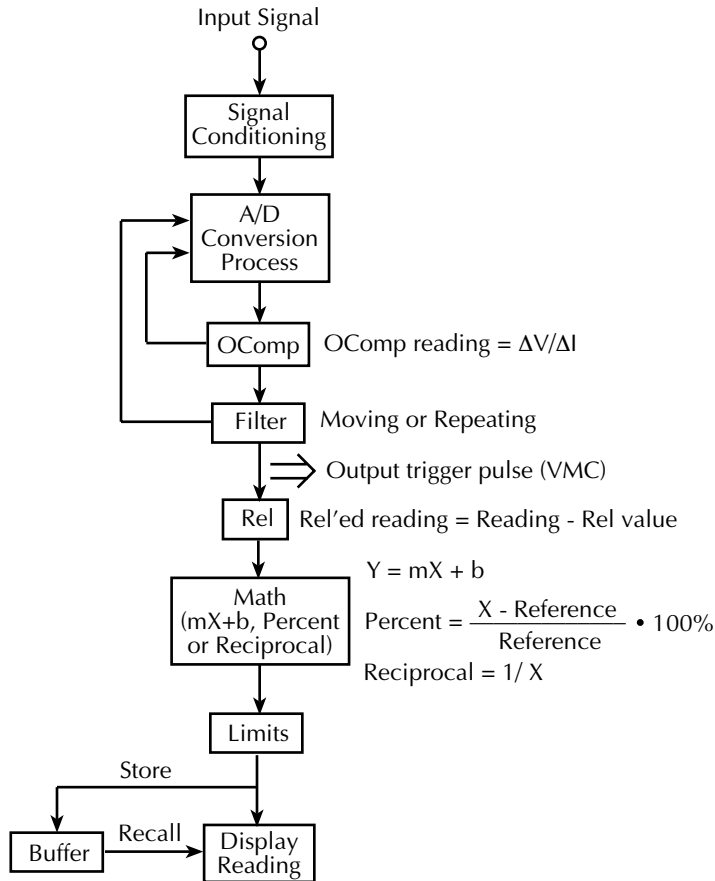 Input Signal
Signal
Conditioning
A/D
Conversion
Process
OComp
OComp reading = ΔV/ΔI
Filter
Moving or Repeating
Output trigger pulse (VMC)
Rel
Rel'ed reading = Reading - Rel value
Math
(mX+b, Percent
or Reciprocal)
Y = mX + b
Percent = X - Reference / Reference • 100%
Reciprocal = 1/ X
Limits
Store
Buffer
Recall
Display
Reading